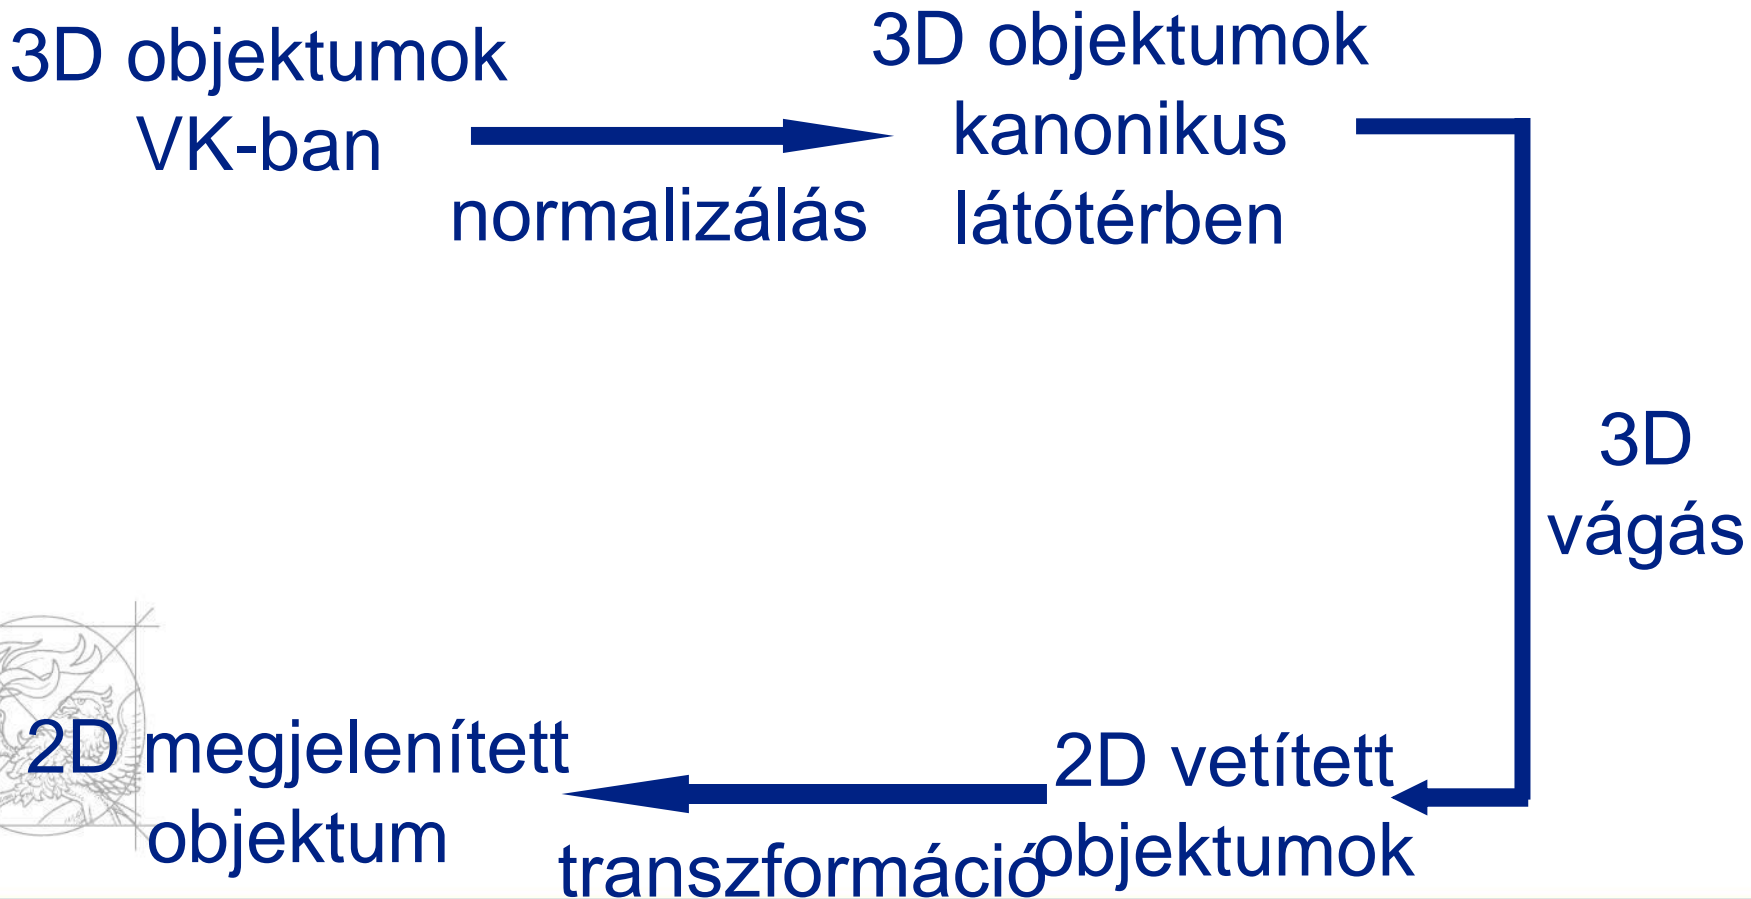 3D objektumok
VK-ban
normalizálás
3D objektumok
kanonikus
látótérben
3D
vágás
2D vetített
objektumok
transzformáció
2D megjelenített
objektum